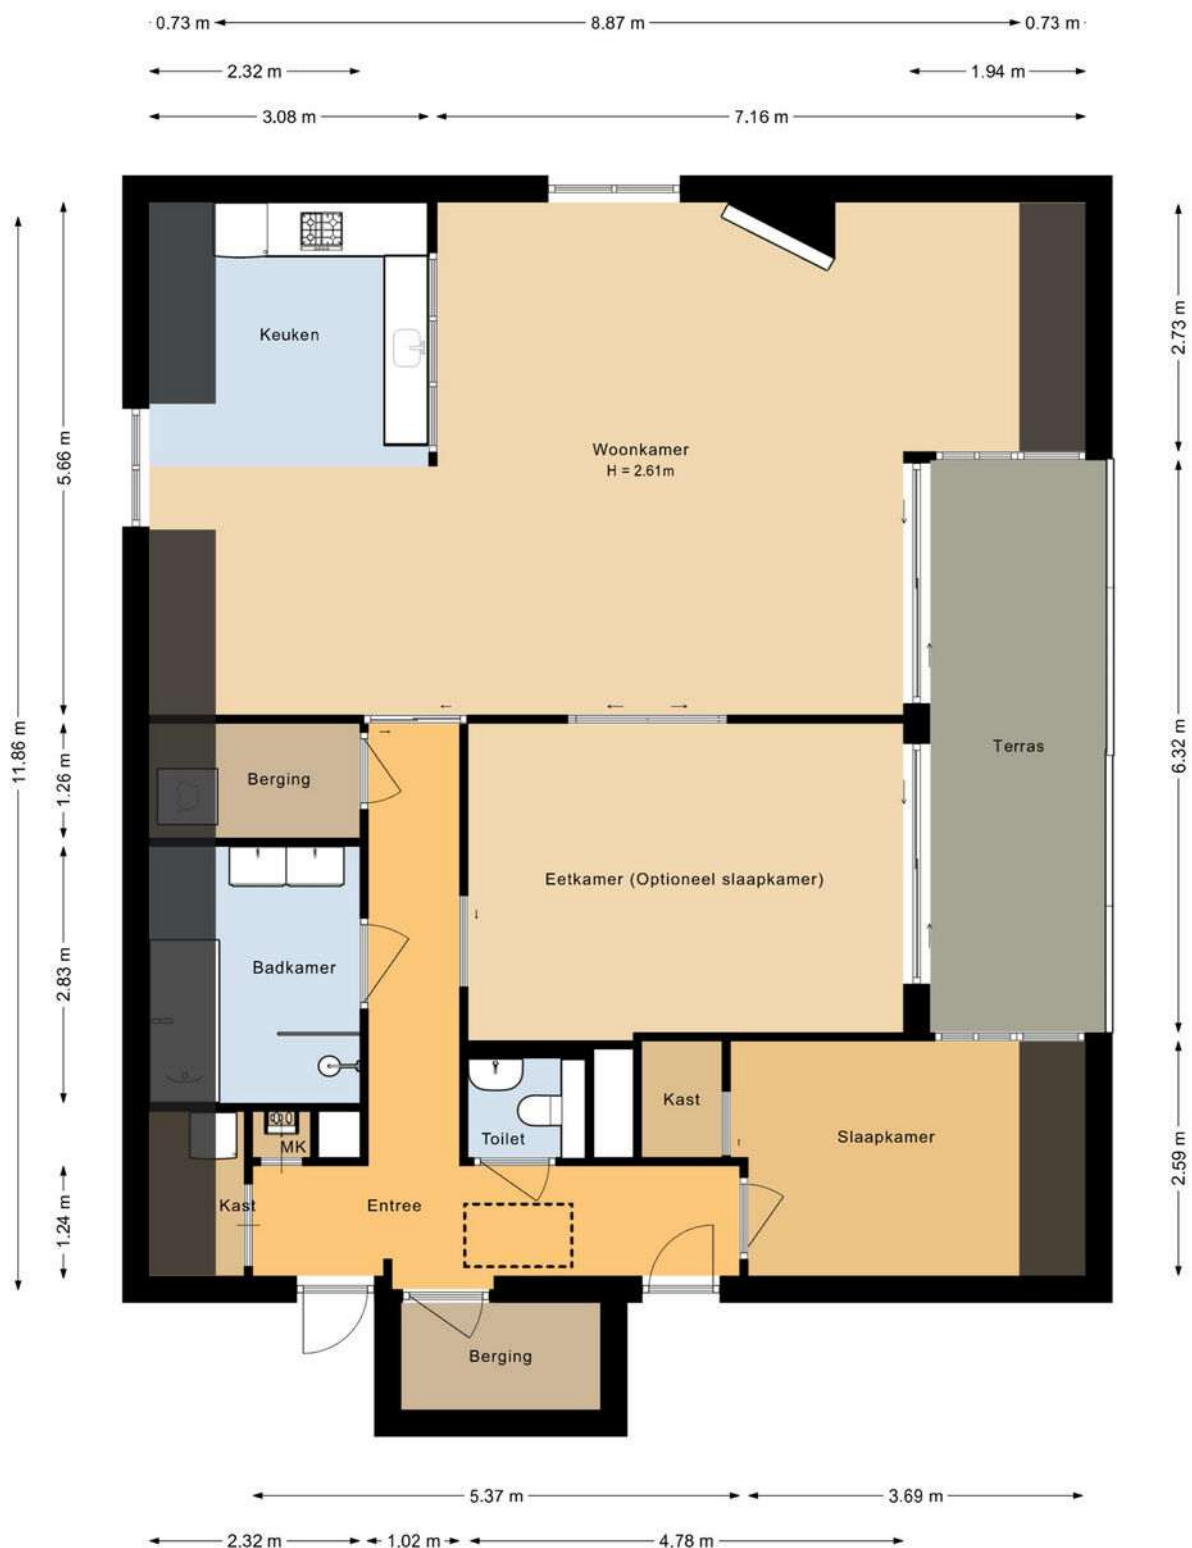 0.73 m 8.87 m 0.73 m
2.32 m 1.94 m
3.08 m 7.16 m
Keuken
2.73 m
Woonkamer
H = 2.61m
5.66 m
11.86 m
Terras
6.32 m
Berging
1.26 m
Eetkamer (Optioneel slaapkamer)
Badkamer
2.83 m
Kast
MK
Toilet
Slaapkamer
2.59 m
Kast
Entree
1.24 m
Berging
5.37 m 3.69 m
2.32 m 1.02 m 4.78 m